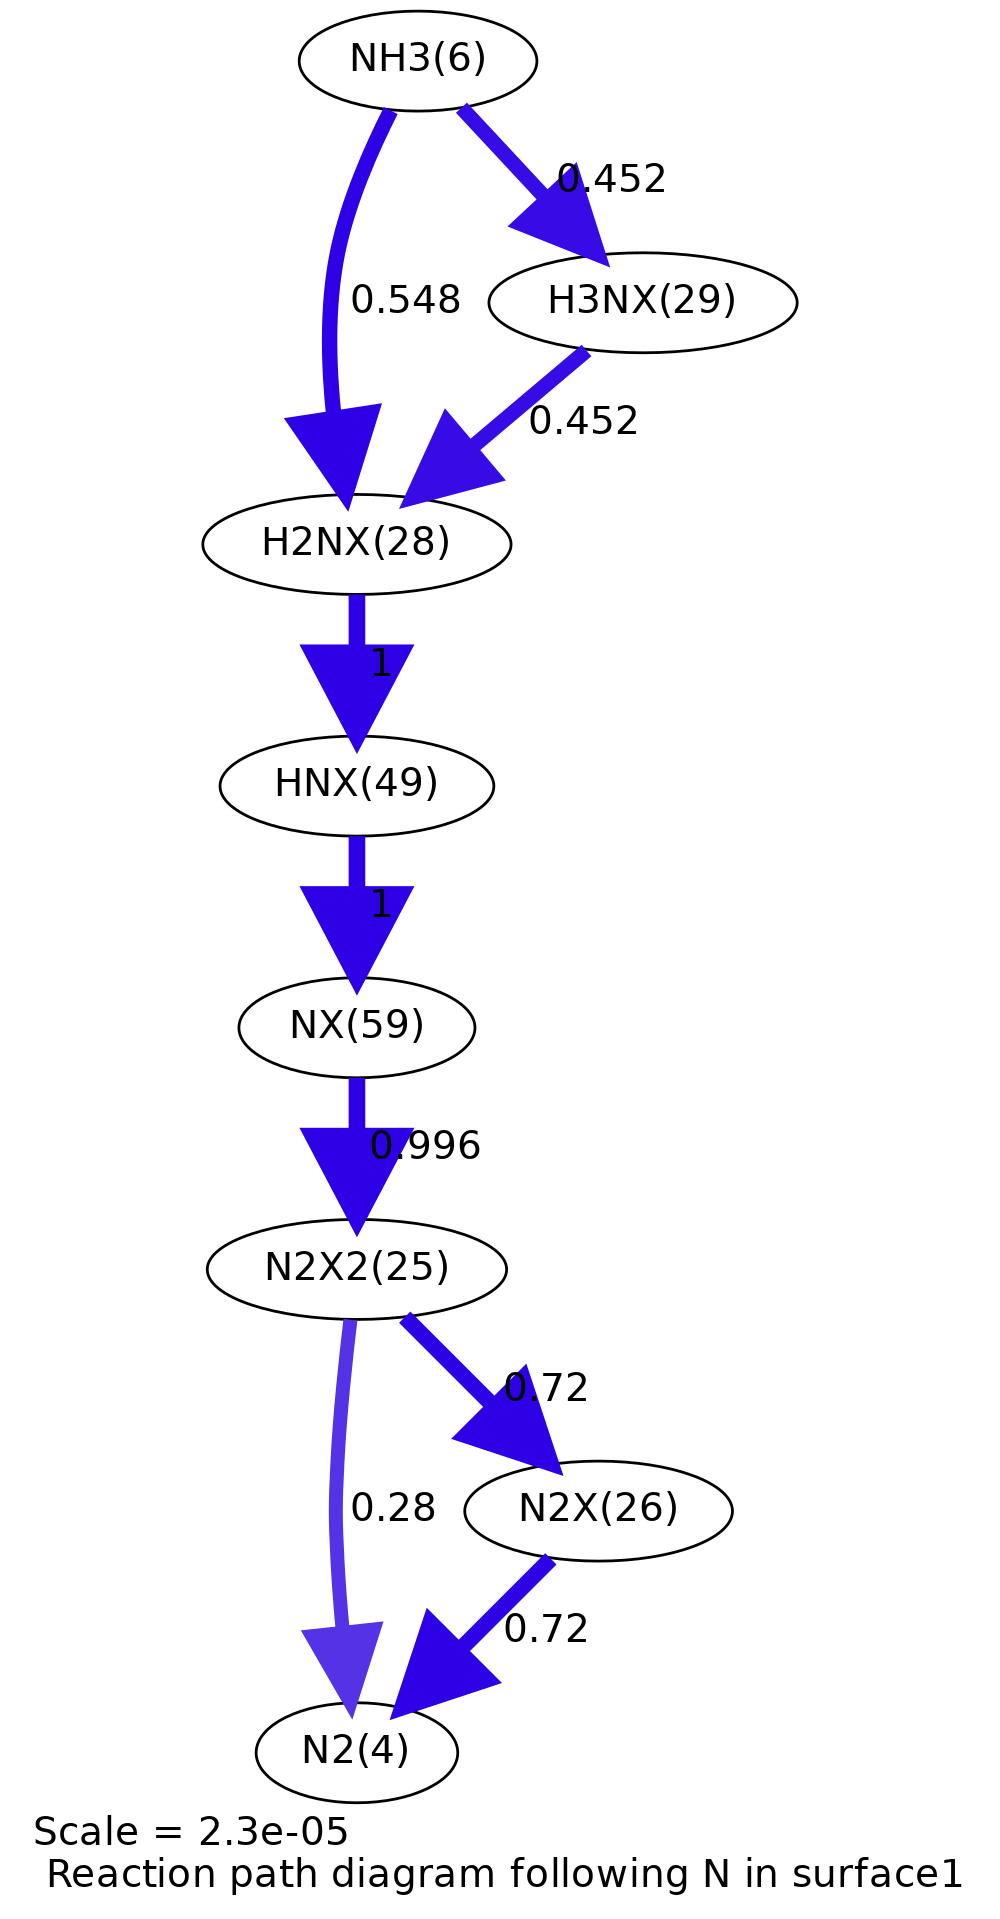 NH3(6)
0.452
0.548
H3NX(29)
0.452
H2NX(28)
1
HNX(49)
1
NX(59)
0.996
N2X2(25)
0.72
0.28
N2X(26)
0.72
N2(4)
Scale = 2.3e-05
Reaction path diagram following N in surface1